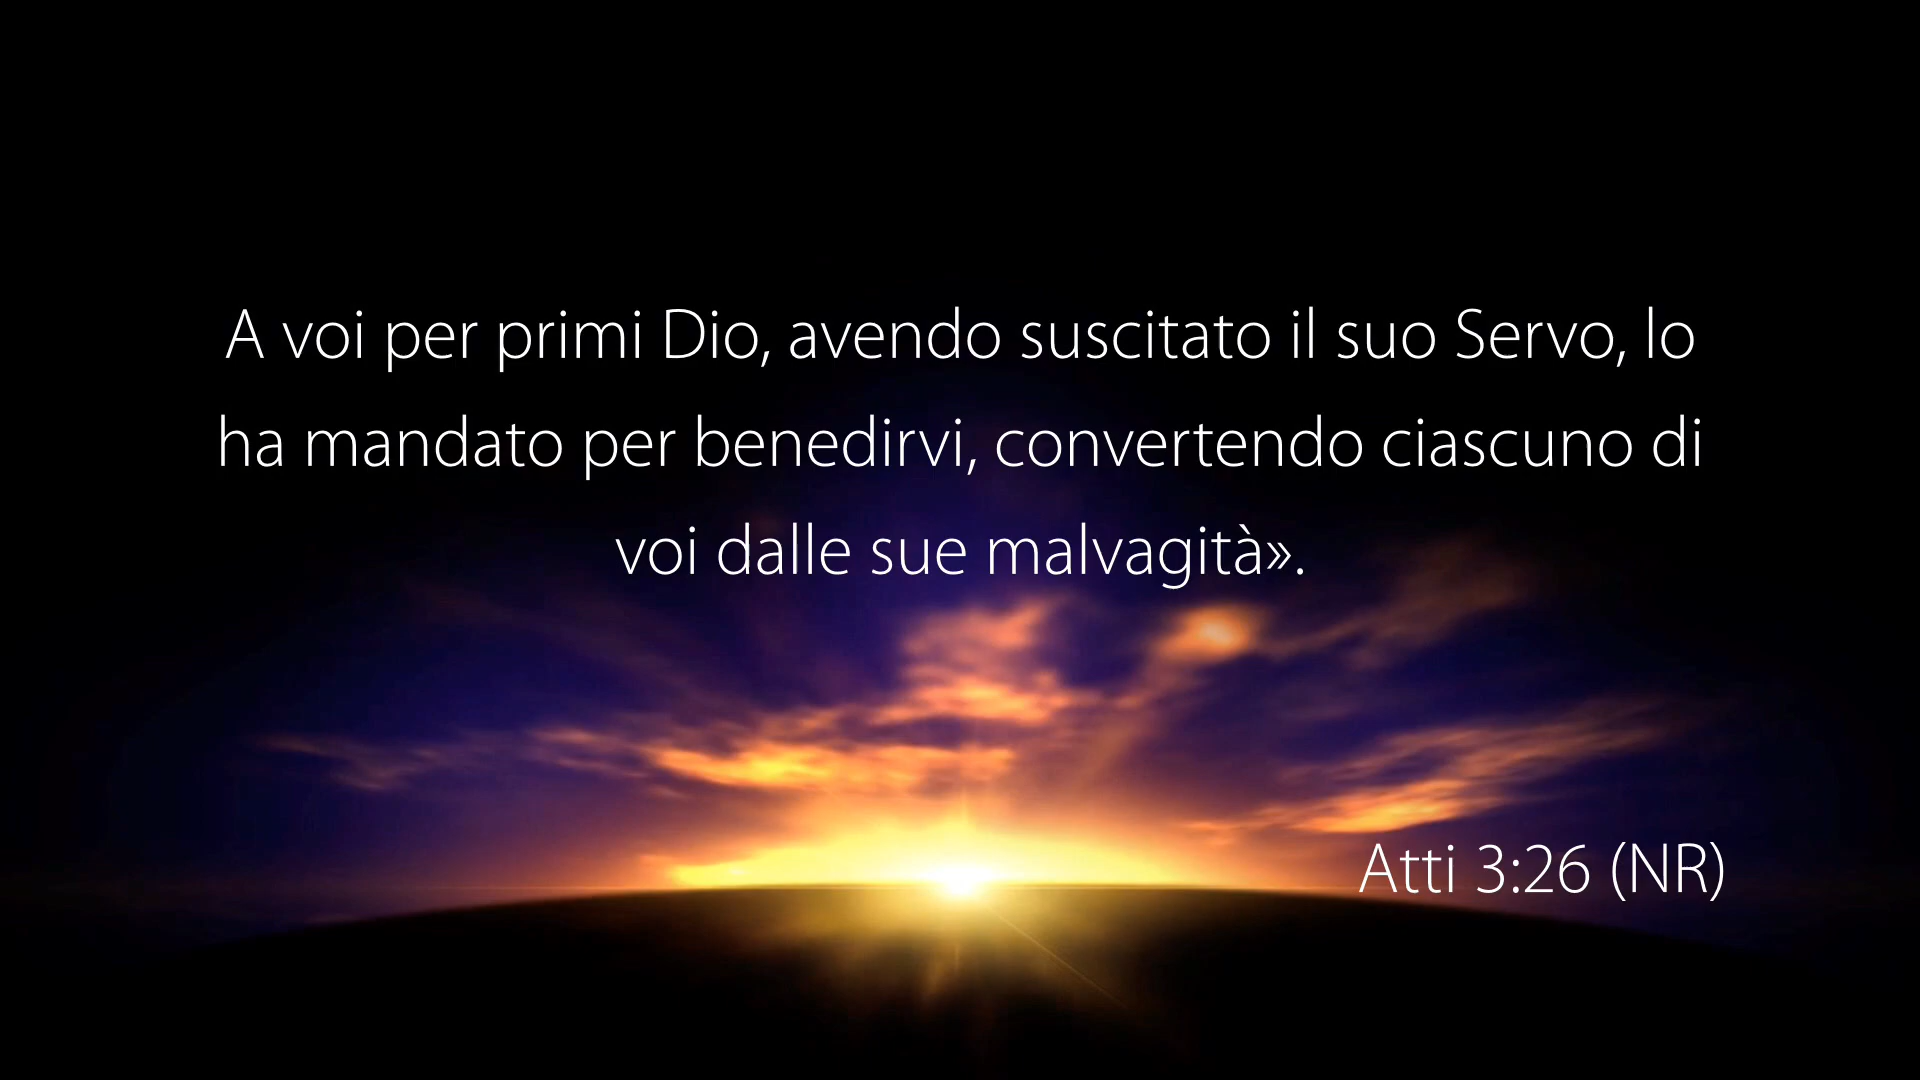 A voi per primi Dio, avendo suscitato il suo Servo, lo
ha mandato per benedirvi, convertendo ciascuno di
voi dalle sue malvagità».
Atti 3:26 (NR)